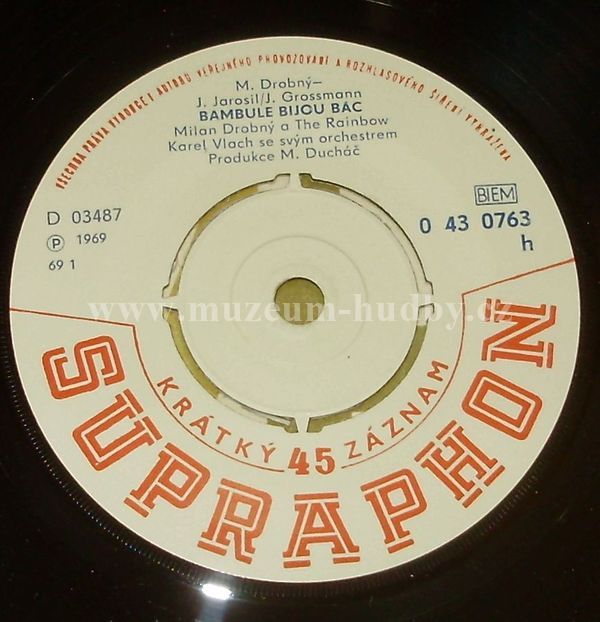 VŠECHNA PRÁVA VÝROBCE I AUTORŮ VEŘEJNÉHO PROVOZOVÁNÍ A ROZHLASOVÉHO ŠÍŘENÍ VYHRAŽENA
M. Drobný–
J. Jarosil/J. Grossmann
BAMBULE BIJOU BÁC
Milan Drobný a The Rainbow
Karel Vlach se svým orchestrem
Produkce M. Ducháč
D 03487
Ⓟ 1969
69 1
BIEM
0 43 0763
h
www.muzeum-hudby.cz
KRÁTKÝ 45 ZÁZNAM
SUPRAPHON